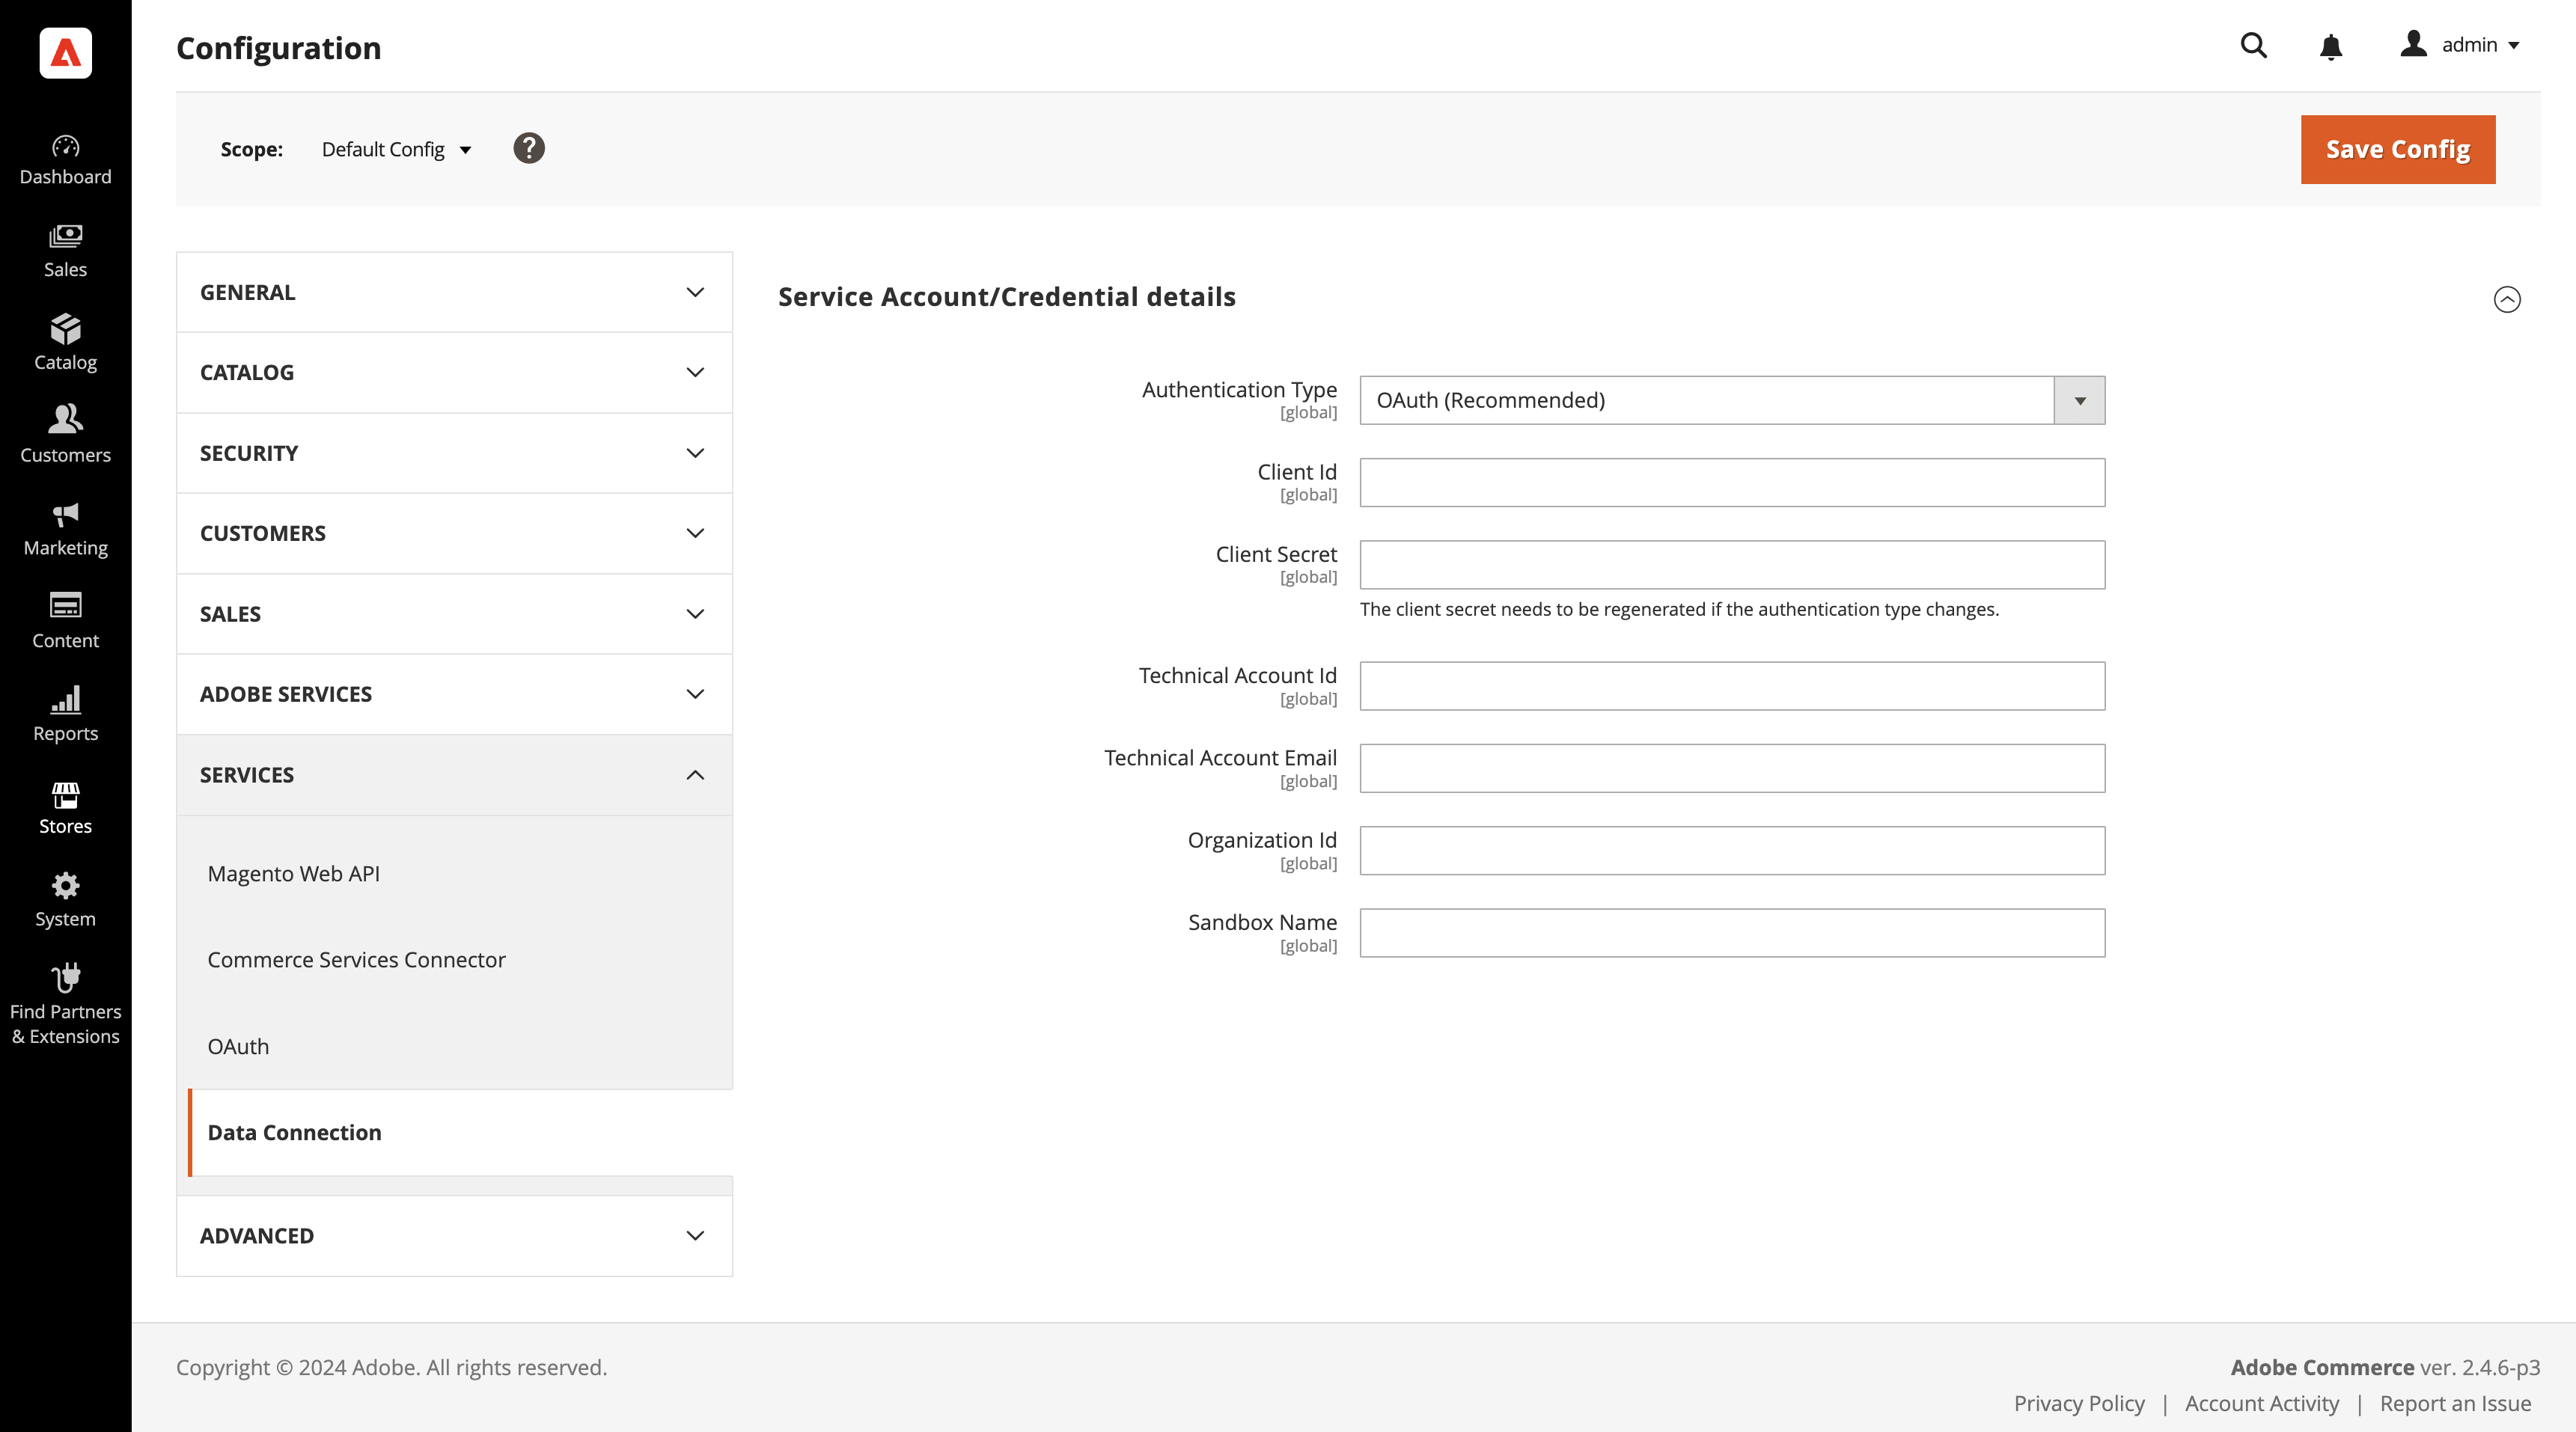 Configuration
admin
Scope:
Default Config
?
Save Config
Dashboard
Sales
Catalog
Customers
Marketing
Content
Reports
Stores
System
Find Partners
& Extensions
GENERAL
CATALOG
SECURITY
CUSTOMERS
SALES
ADOBE SERVICES
SERVICES
Magento Web API
Commerce Services Connector
OAuth
Data Connection
ADVANCED
Service Account/Credential details
Authentication Type
[global]
OAuth (Recommended)
Client Id
[global]
Client Secret
[global]
The client secret needs to be regenerated if the authentication type changes.
Technical Account Id
[global]
Technical Account Email
[global]
Organization Id
[global]
Sandbox Name
[global]
Copyright © 2024 Adobe. All rights reserved.
Adobe Commerce ver. 2.4.6-p3
Privacy Policy | Account Activity | Report an Issue